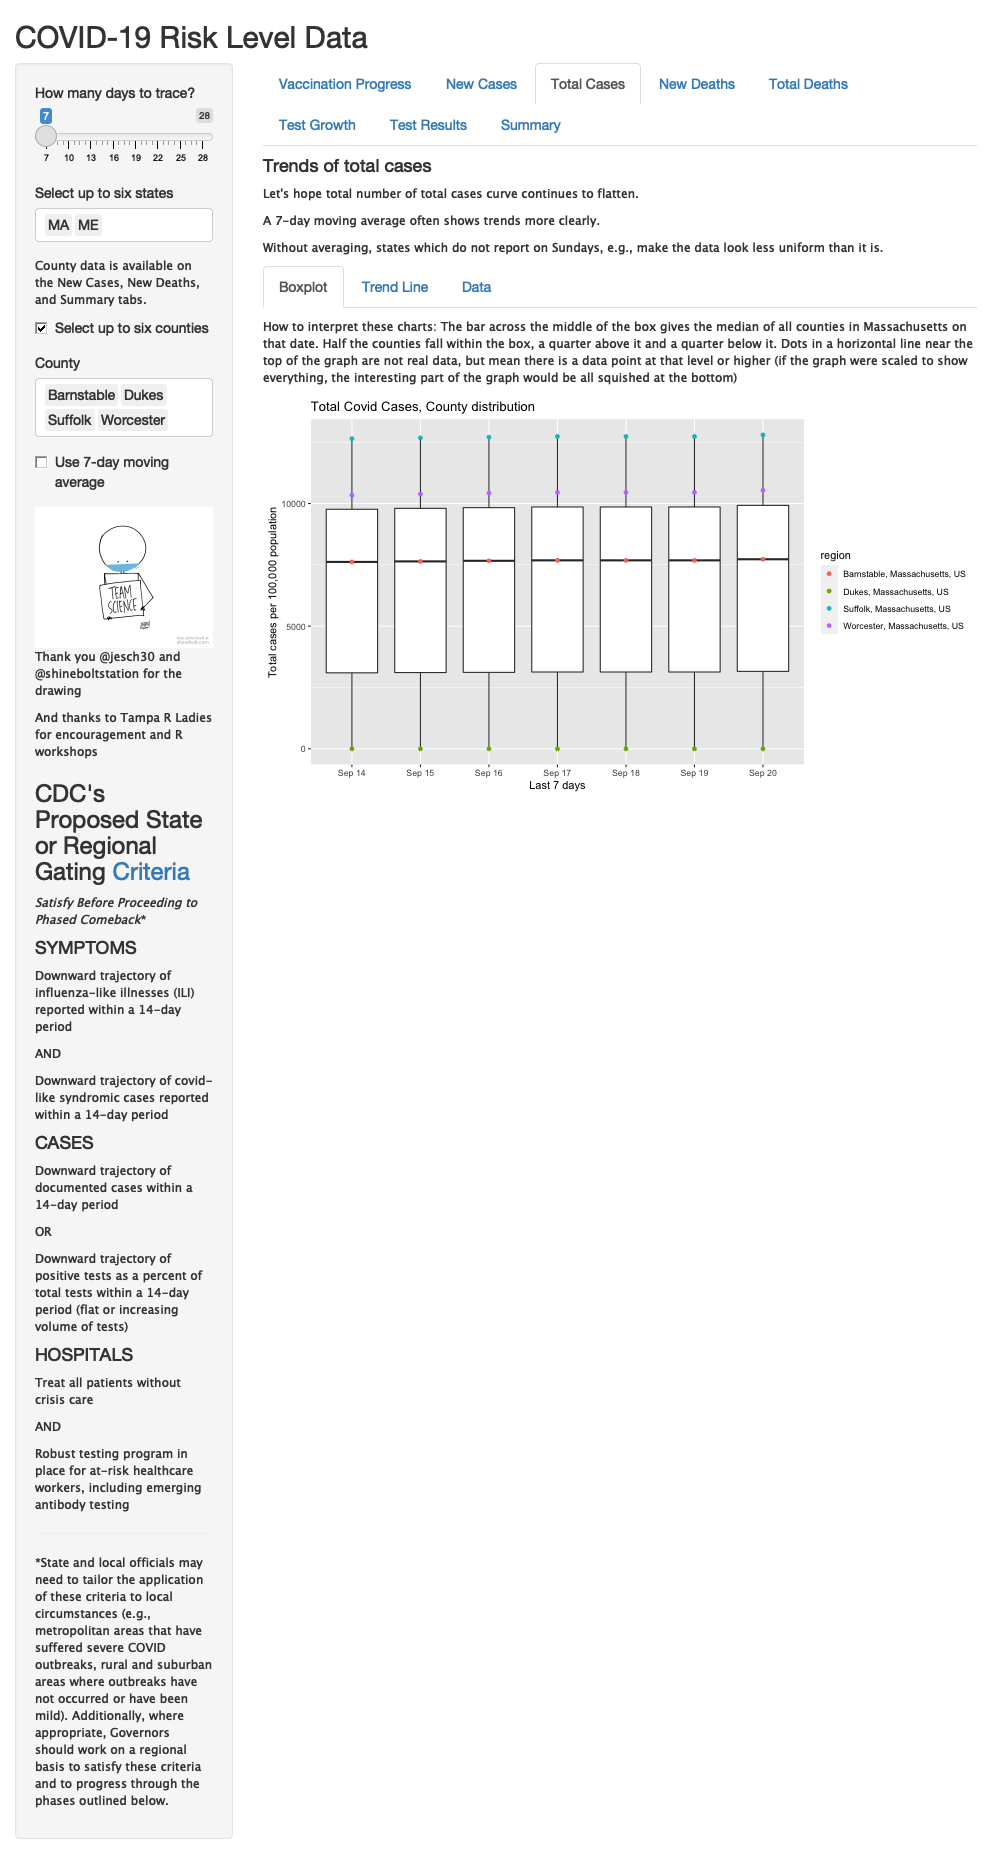 COVID-19 Risk Level Data
How many days to trace?
7
28
7 10 13 16 19 22 25 28
Select up to six states
MA ME
County data is available on
the New Cases, New Deaths,
and Summary tabs.
Select up to six counties
County
Barnstable Dukes
Suffolk Worcester
Use 7-day moving
average
TEAM
SCIENCE
free download at
shinebolt.com
Thank you @jesch30 and
@shineboltstation for the
drawing
And thanks to Tampa R Ladies
for encouragement and R
workshops
CDC's
Proposed State
or Regional
Gating Criteria
Satisfy Before Proceeding to
Phased Comeback*
SYMPTOMS
Downward trajectory of
influenza-like illnesses (ILI)
reported within a 14-day
period
AND
Downward trajectory of covid-
like syndromic cases reported
within a 14-day period
CASES
Downward trajectory of
documented cases within a
14-day period
OR
Downward trajectory of
positive tests as a percent of
total tests within a 14-day
period (flat or increasing
volume of tests)
HOSPITALS
Treat all patients without
crisis care
AND
Robust testing program in
place for at-risk healthcare
workers, including emerging
antibody testing
*State and local officials may
need to tailor the application
of these criteria to local
circumstances (e.g.,
metropolitan areas that have
suffered severe COVID
outbreaks, rural and suburban
areas where outbreaks have
not occurred or have been
mild). Additionally, where
appropriate, Governors
should work on a regional
basis to satisfy these criteria
and to progress through the
phases outlined below.
Vaccination Progress New Cases Total Cases New Deaths Total Deaths
Test Growth Test Results Summary
Trends of total cases
Let's hope total number of total cases curve continues to flatten.
A 7-day moving average often shows trends more clearly.
Without averaging, states which do not report on Sundays, e.g., make the data look less uniform than it is.
Boxplot Trend Line Data
How to interpret these charts: The bar across the middle of the box gives the median of all counties in Massachusetts on
that date. Half the counties fall within the box, a quarter above it and a quarter below it. Dots in a horizontal line near the
top of the graph are not real data, but mean there is a data point at that level or higher (if the graph were scaled to show
everything, the interesting part of the graph would be all squished at the bottom)
Total Covid Cases, County distribution
Total cases per 100,000 population
10000
5000
0
Sep 14 Sep 15 Sep 16 Sep 17 Sep 18 Sep 19 Sep 20
Last 7 days
region
Barnstable, Massachusetts, US
Dukes, Massachusetts, US
Suffolk, Massachusetts, US
Worcester, Massachusetts, US